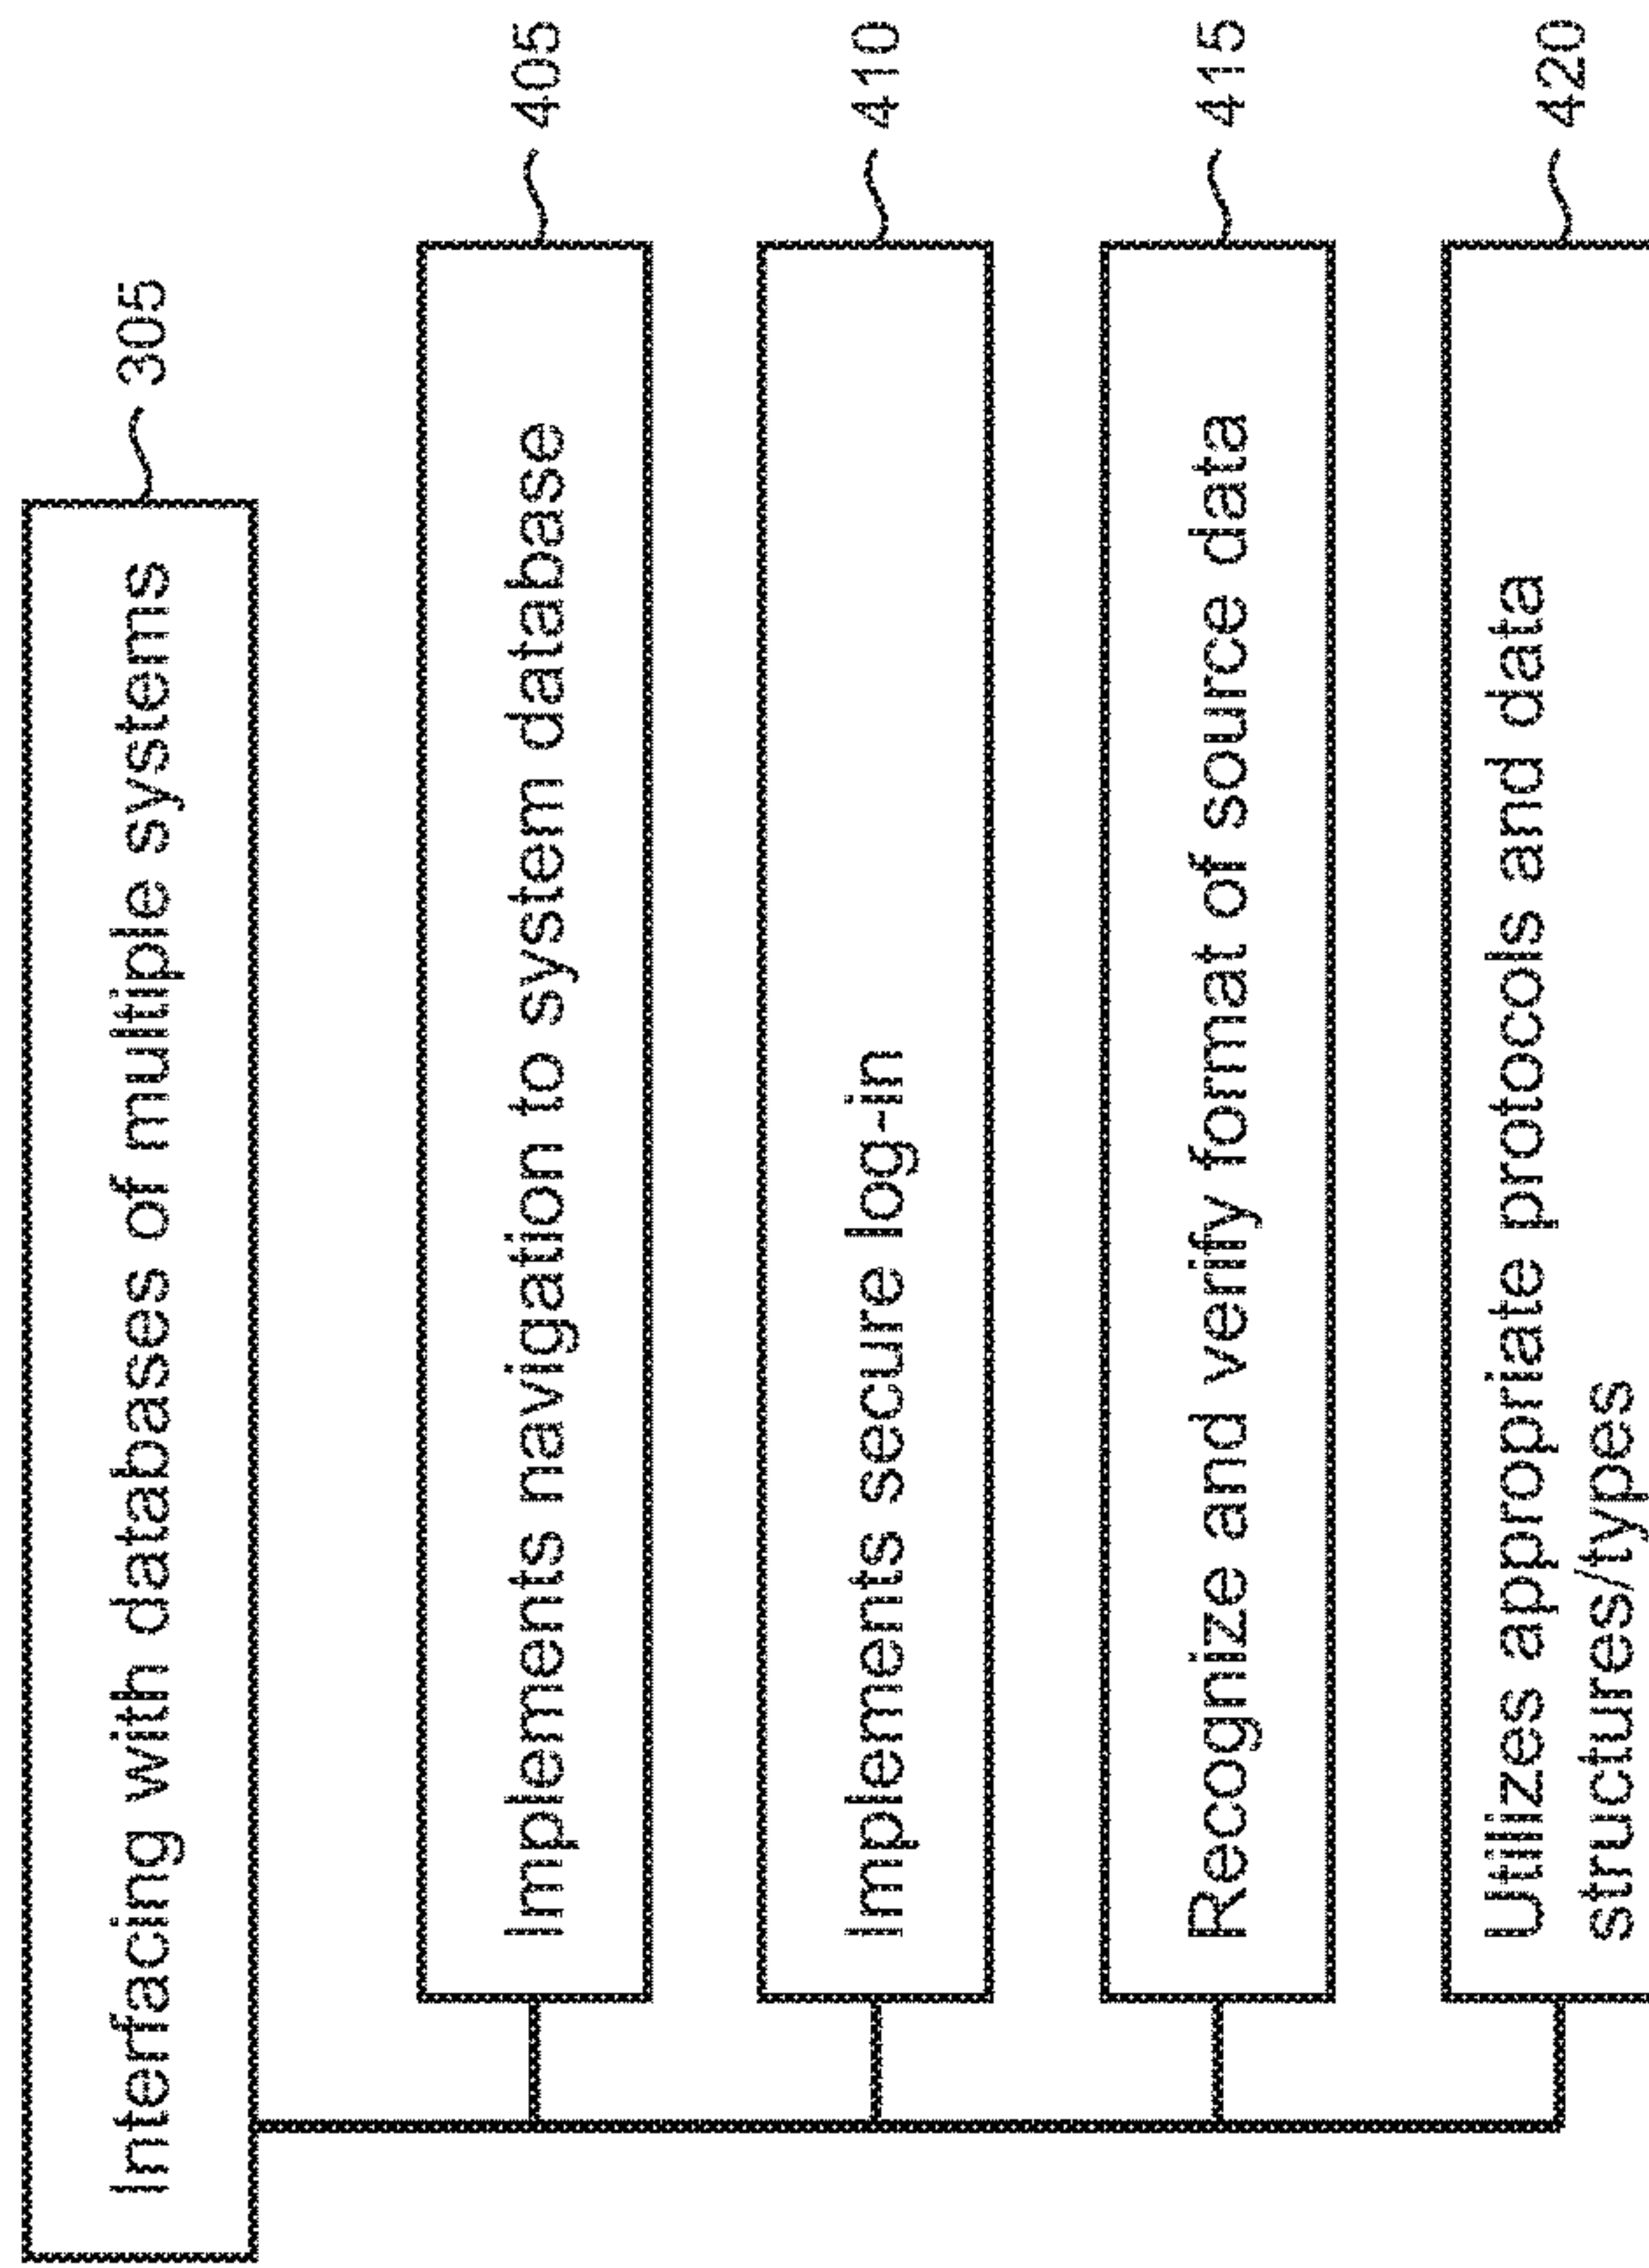 Interfacing with databases of multiple systems
305
Implements navigation to system database
405
Implements secure log-in
410
Recognize and verify format of source data
415
Utilizes appropriate protocols and data
structures/types
420